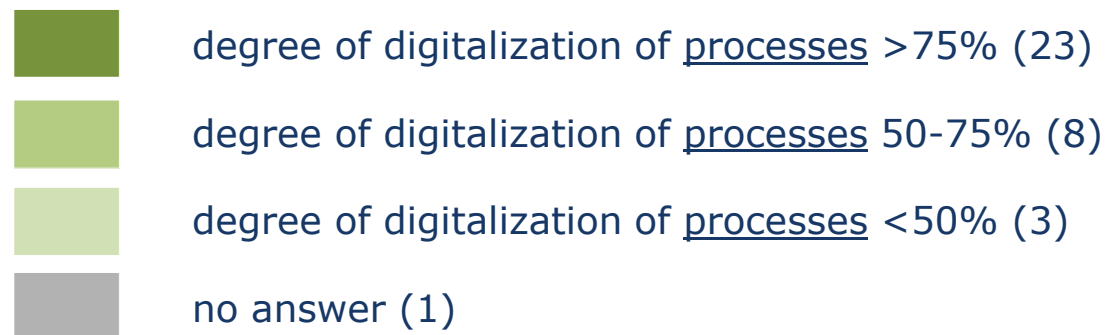 degree of digitalization of processes >75% (23)
degree of digitalization of processes 50-75% (8)
degree of digitalization of processes <50% (3)
no answer (1)